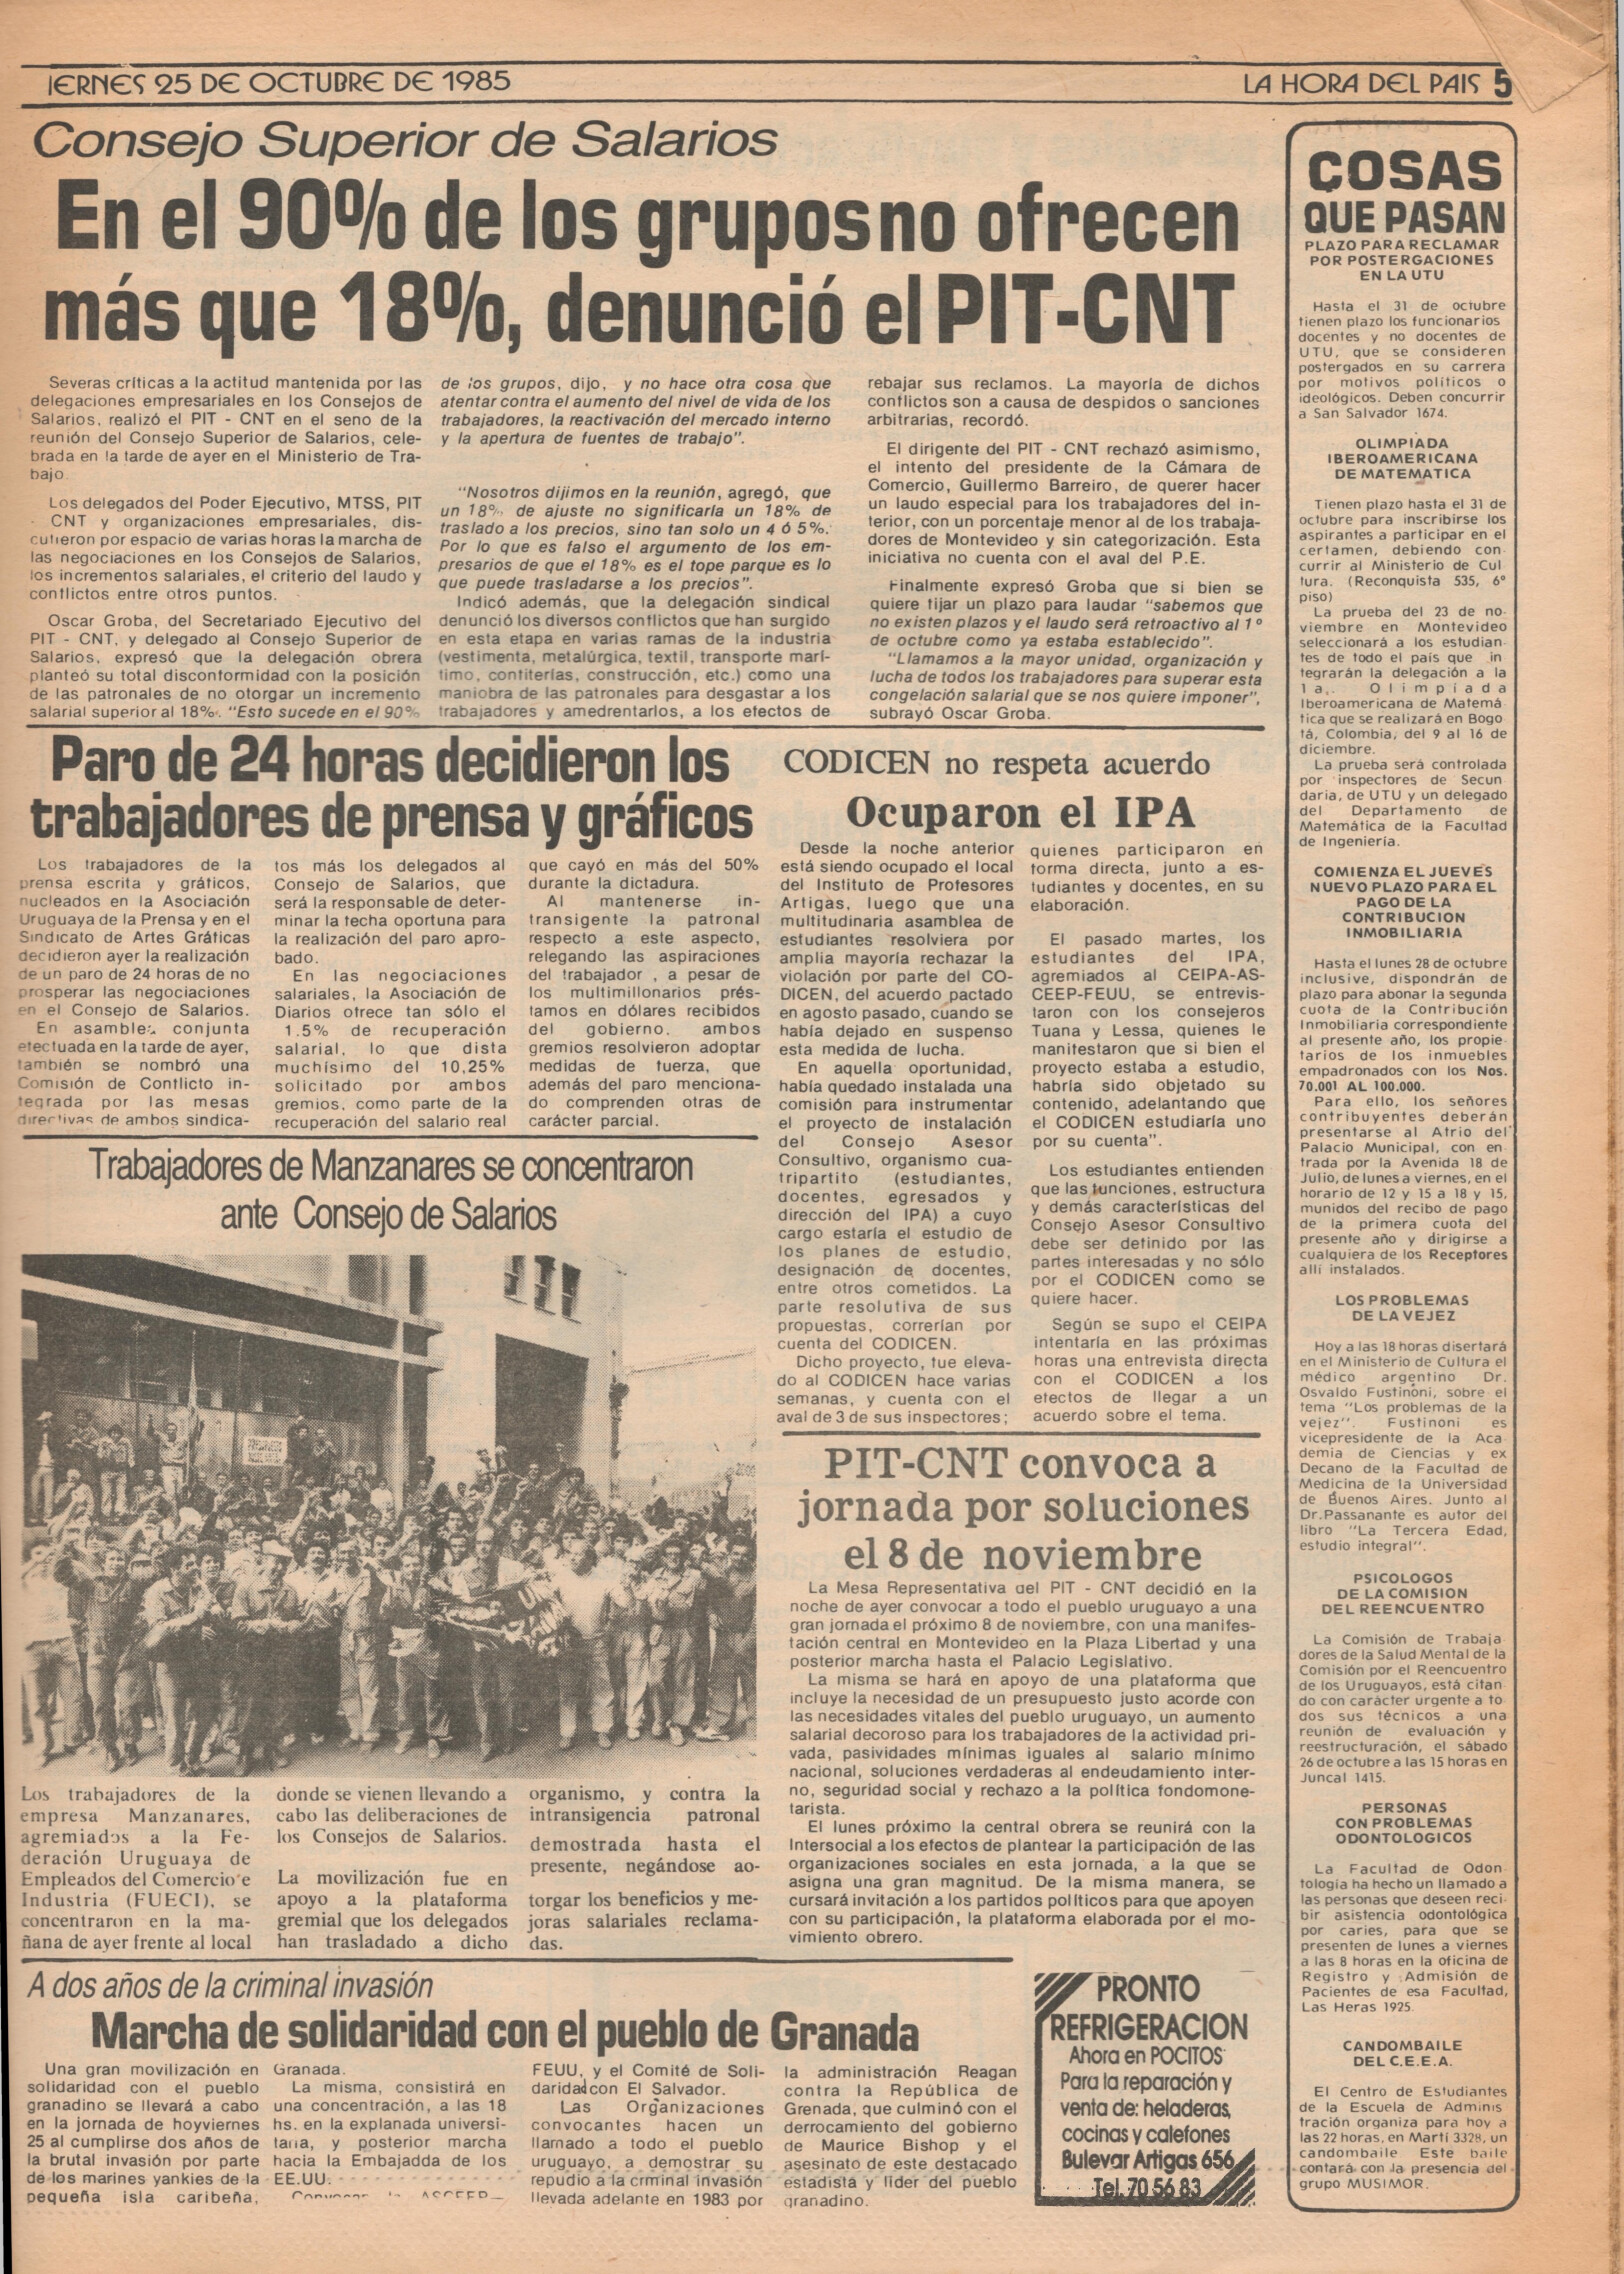 IERNES 25 DE OCTUBRE DE 1985
LA HORA DEL PAIS 5
Consejo Superior de Salarios
En el 90% de los grupos no ofrecen
más que 18%, denunció el PIT-CNT
Severas críticas a la actitud mantenida por las
delegaciones empresariales en los Consejos de
Salarios, realizó el PIT - CNT en el seno de la
reunión del Consejo Superior de Salarios, cele-
brada en la tarde de ayer en el Ministerio de Tra-
bajo.
Los delegados del Poder Ejecutivo, MTSS, PIT
- CNT y organizaciones empresariales, dis-
cutieron por espacio de varias horas la marcha de
las negociaciones en los Consejos de Salarios,
los incrementos salariales, el criterio del laudo y
conflictos entre otros puntos.
Oscar Groba, del Secretariado Ejecutivo del
PIT - CNT, y delegado al Consejo Superior de
Salarios, expresó que la delegación obrera
planteó su total disconformidad con la posición
de las patronales de no otorgar un incremento
salarial superior al 18%. "Esto sucede en el 90%
de los grupos, dijo, y no hace otra cosa que
atentar contra el aumento del nivel de vida de los
trabajadores, la reactivación del mercado interno
y la apertura de fuentes de trabajo".
"Nosotros dijimos en la reunión, agregó, que
un 18% de ajuste no significaría un 18% de
traslado a los precios, sino tan solo un 4 ó 5%.
Por lo que es falso el argumento de los em-
presarios de que el 18% es el tope parque es lo
que puede trasladarse a los precios".
Indicó además, que la delegación sindical
denunció los diversos conflictos que han surgido
en esta etapa en varias ramas de la industria
(vestimenta, metalúrgica, textil, transporte marí-
timo, confiterías, construcción, etc.) como una
maniobra de las patronales para desgastar a los
trabajadores y amedrentarlos, a los efectos de
rebajar sus reclamos. La mayoría de dichos
conflictos son a causa de despidos o sanciones
arbitrarias, recordó.
El dirigente del PIT - CNT rechazó asimismo,
el intento del presidente de la Cámara de
Comercio, Guillermo Barreiro, de querer hacer
un laudo especial para los trabajadores del in-
terior, con un porcentaje menor al de los trabaja-
dores de Montevideo y sin categorización. Esta
iniciativa no cuenta con el aval del P.E.
Finalmente expresó Groba que si bien se
quiere fijar un plazo para laudar "sabemos que
no existen plazos y el laudo será retroactivo al 1º
de octubre como ya estaba establecido".
"Llamamos a la mayor unidad, organización y
lucha de todos los trabajadores para superar esta
congelación salarial que se nos quiere imponer",
subrayó Oscar Groba.
Paro de 24 horas decidieron los
trabajadores de prensa y gráficos
Los trabajadores de la
prensa escrita y gráficos,
nucleados en la Asociación
Uruguaya de la Prensa y en el
Sindicato de Artes Gráficas
decidieron ayer la realización
de un paro de 24 horas de no
prosperar las negociaciones
en el Consejo de Salarios.
En asamblea conjunta
efectuada en la tarde de ayer,
también se nombró una
Comisión de Conflicto in-
tegrada por las mesas
directivas de ambos sindica-
tos más los delegados al
Consejo de Salarios, que
será la responsable de deter-
minar la fecha oportuna para
la realización del paro apro-
bado.
En las negociaciones
salariales, la Asociación de
Diarios ofrece tan sólo el
1.5% de recuperación
salarial, lo que dista
muchísimo del 10,25%
solicitado por ambos
gremios, como parte de la
recuperación del salario real
que cayó en más del 50%
durante la dictadura.
Al mantenerse in-
transigente la patronal
respecto a este aspecto,
relegando las aspiraciones
del trabajador , a pesar de
los multimillonarios prés-
tamos en dólares recibidos
del gobierno, ambos
gremios resolvieron adoptar
medidas de fuerza, que
además del paro menciona-
do comprenden otras de
carácter parcial.
CODICEN no respeta acuerdo
Ocuparon el IPA
Desde la noche anterior
está siendo ocupado el local
del Instituto de Profesores
Artigas, luego que una
multitudinaria asamblea de
estudiantes resolviera por
amplia mayoría rechazar la
violación por parte del CO-
DICEN, del acuerdo pactado
en agosto pasado, cuando se
había dejado en suspenso
esta medida de lucha.
En aquella oportunidad,
había quedado instalada una
comisión para instrumentar
el proyecto de instalación
del Consejo Asesor
Consultivo, organismo cua-
tripartito (estudiantes,
docentes, egresados y
dirección del IPA) a cuyo
cargo estaría el estudio de
los planes de estudio,
designación de docentes,
entre otros cometidos. La
parte resolutiva de sus
propuestas, correrían por
cuenta del CODICEN.
Dicho proyecto, fue eleva-
do al CODICEN hace varias
semanas, y cuenta con el
aval de 3 de sus inspectores;
quienes participaron en
forma directa, junto a es-
tudiantes y docentes, en su
elaboración.
El pasado martes, los
estudiantes del IPA,
agremiados al CEIPA-AS-
CEEP-FEUU, se entrevis-
taron con los consejeros
Tuana y Lessa, quienes le
manifestaron que si bien el
proyecto estaba a estudio,
habría sido objetado su
contenido, adelantando que
el CODICEN estudiaría uno
por su cuenta".
Los estudiantes entienden
que las funciones, estructura
y demás características del
Consejo Asesor Consultivo
debe ser definido por las
partes interesadas y no sólo
por el CODICEN como se
quiere hacer.
Según se supo el CEIPA
intentaría en las próximas
horas una entrevista directa
con el CODICEN a los
efectos de llegar a un
acuerdo sobre el tema.
Trabajadores de Manzanares se concentraron
ante Consejo de Salarios
Los trabajadores de la
empresa Manzanares,
agremiados a la Fe-
deración Uruguaya de
Empleados del Comercio e
Industria (FUECI), se
concentraron en la ma-
ñana de ayer frente al local
donde se vienen llevando a
cabo las deliberaciones de
los Consejos de Salarios.
La movilización fue en
apoyo a la plataforma
gremial que los delegados
han trasladado a dicho
organismo, y contra la
intransigencia patronal
demostrada hasta el
presente, negándose ao-
torgar los beneficios y me-
joras salariales reclama-
das.
PIT-CNT convoca a
jornada por soluciones
el 8 de noviembre
La Mesa Representativa del PIT - CNT decidió en la
noche de ayer convocar a todo el pueblo uruguayo a una
gran jornada el próximo 8 de noviembre, con una manifes-
tación central en Montevideo en la Plaza Libertad y una
posterior marcha hasta el Palacio Legislativo.
La misma se hará en apoyo de una plataforma que
incluye la necesidad de un presupuesto justo acorde con
las necesidades vitales del pueblo uruguayo, un aumento
salarial decoroso para los trabajadores de la actividad pri-
vada, pasividades mínimas iguales al salario mínimo
nacional, soluciones verdaderas al endeudamiento inter-
no, seguridad social y rechazo a la política fondomone-
tarista.
El lunes próximo la central obrera se reunirá con la
Intersocial a los efectos de plantear la participación de las
organizaciones sociales en esta jornada, a la que se
asigna una gran magnitud. De la misma manera, se
cursará invitación a los partidos políticos para que apoyen
con su participación, la plataforma elaborada por el mo-
vimiento obrero.
A dos años de la criminal invasión
Marcha de solidaridad con el pueblo de Granada
Una gran movilización en
solidaridad con el pueblo
granadino se llevará a cabo
en la jornada de hoyviernes
25 al cumplirse dos años de
la brutal invasión por parte
de los marines yankies de la
pequeña isla caribeña,
Granada.
La misma, consistirá en
una concentración, a las 18
hs. en la explanada universi-
taria, y posterior marcha
hacia la Embajadda de los
EE.UU.
Convocan la ASCEEP—
FEUU, y el Comité de Soli-
daridad con El Salvador.
Las Organizaciones
convocantes hacen un
llamado a todo el pueblo
uruguayo, a demostrar su
repudio a la crminal invasión
llevada adelante en 1983 por
la administración Reagan
contra la República de
Grenada, que culminó con el
derrocamiento del gobierno
de Maurice Bishop y el
asesinato de este destacado
estadista y líder del pueblo
granadino.
PRONTO
REFRIGERACION
Ahora en POCITOS
Para la reparación y
venta de: heladeras,
cocinas y calefones
Bulevar Artigas 656
Tel. 70 56 83
COSAS
QUE PASAN
PLAZO PARA RECLAMAR
POR POSTERGACIONES
EN LA UTU
Hasta el 31 de octubre
tienen plazo los funcionarios
docentes y no docentes de
UTU, que se consideren
postergados en su carrera
por motivos políticos o
ideológicos. Deben concurrir
a San Salvador 1674.
OLIMPIADA
IBEROAMERICANA
DE MATEMATICA
Tienen plazo hasta el 31 de
octubre para inscribirse los
aspirantes a participar en el
certamen, debiendo con-
currir al Ministerio de Cul
tura. (Reconquista 535, 6º
piso)
La prueba del 23 de no-
viembre en Montevideo
seleccionará a los estudian-
tes de todo el país que in
tegrarán la delegación a la
1a,. Olimpíada
Iberoamericana de Matemá-
tica que se realizará en Bogo
tá, Colombia, del 9 al 16 de
diciembre.
La prueba será controlada
por inspectores de Secun
daria, de UTU y un delegado
del Departamento de
Matemática de la Facultad
de Ingeniería.
COMIENZA EL JUEVES
NUEVO PLAZO PARA EL
PAGO DE LA
CONTRIBUCION
INMOBILIARIA
Hasta el lunes 28 de octubre
inclusive, dispondrán de
plazo para abonar la segunda
cuota de la Contribución
Inmobiliaria correspondiente
al presente año, los propie-
tarios de los inmuebles
empadronados con los Nos.
70.001 AL 100.000.
Para ello, los señores
contribuyentes deberán
presentarse al Atrio del
Palacio Municipal, con en
trada por la Avenida 18 de
Julio, de lunes a viernes, en el
horario de 12 y 15 a 18 y 15,
munidos del recibo de pago
de la primera cuota del
presente año y dirigirse a
cualquiera de los Receptores
allí instalados.
LOS PROBLEMAS
DE LA VEJEZ
Hoy a las 18 horas disertará
en el Ministerio de Cultura el
médico argentino Dr.
Osvaldo Fustinoni, sobre el
tema "Los problemas de la
vejez". Fustinoni es
vicepresidente de la Aca
demia de Ciencias y ex
Decano de la Facultad de
Medicina de la Universidad
de Buenos Aires. Junto al
Dr.Passanante es autor del
libro "La Tercera Edad,
estudio integral".
PSICOLOGOS
DE LA COMISION
DEL REENCUENTRO
La Comisión de Trabaja
dores de la Salud Mental de la
Comisión por el Reencuentro
de los Uruguayos, está citan
do con carácter urgente a to
dos sus técnicos a una
reunión de evaluación y
reestructuración, el sábado
26 de octubre a las 15 horas en
Juncal 1415.
PERSONAS
CON PROBLEMAS
ODONTOLOGICOS
La Facultad de Odon
tología ha hecho un llamado a
las personas que deseen reci
bir asistencia odontológica
por caries, para que se
presenten de lunes a viernes
a las 8 horas en la oficina de
Registro y Admisión de
Pacientes de esa Facultad,
Las Heras 1925.
CANDOMBAILE
DEL C.E.E.A.
El Centro de Estudiantes
de la Escuela de Adminis
tración organiza para hoy a
las 22 horas, en Martí 3328, un
candombaile Este baile
contará con la presencia del
grupo MUSIMOR.